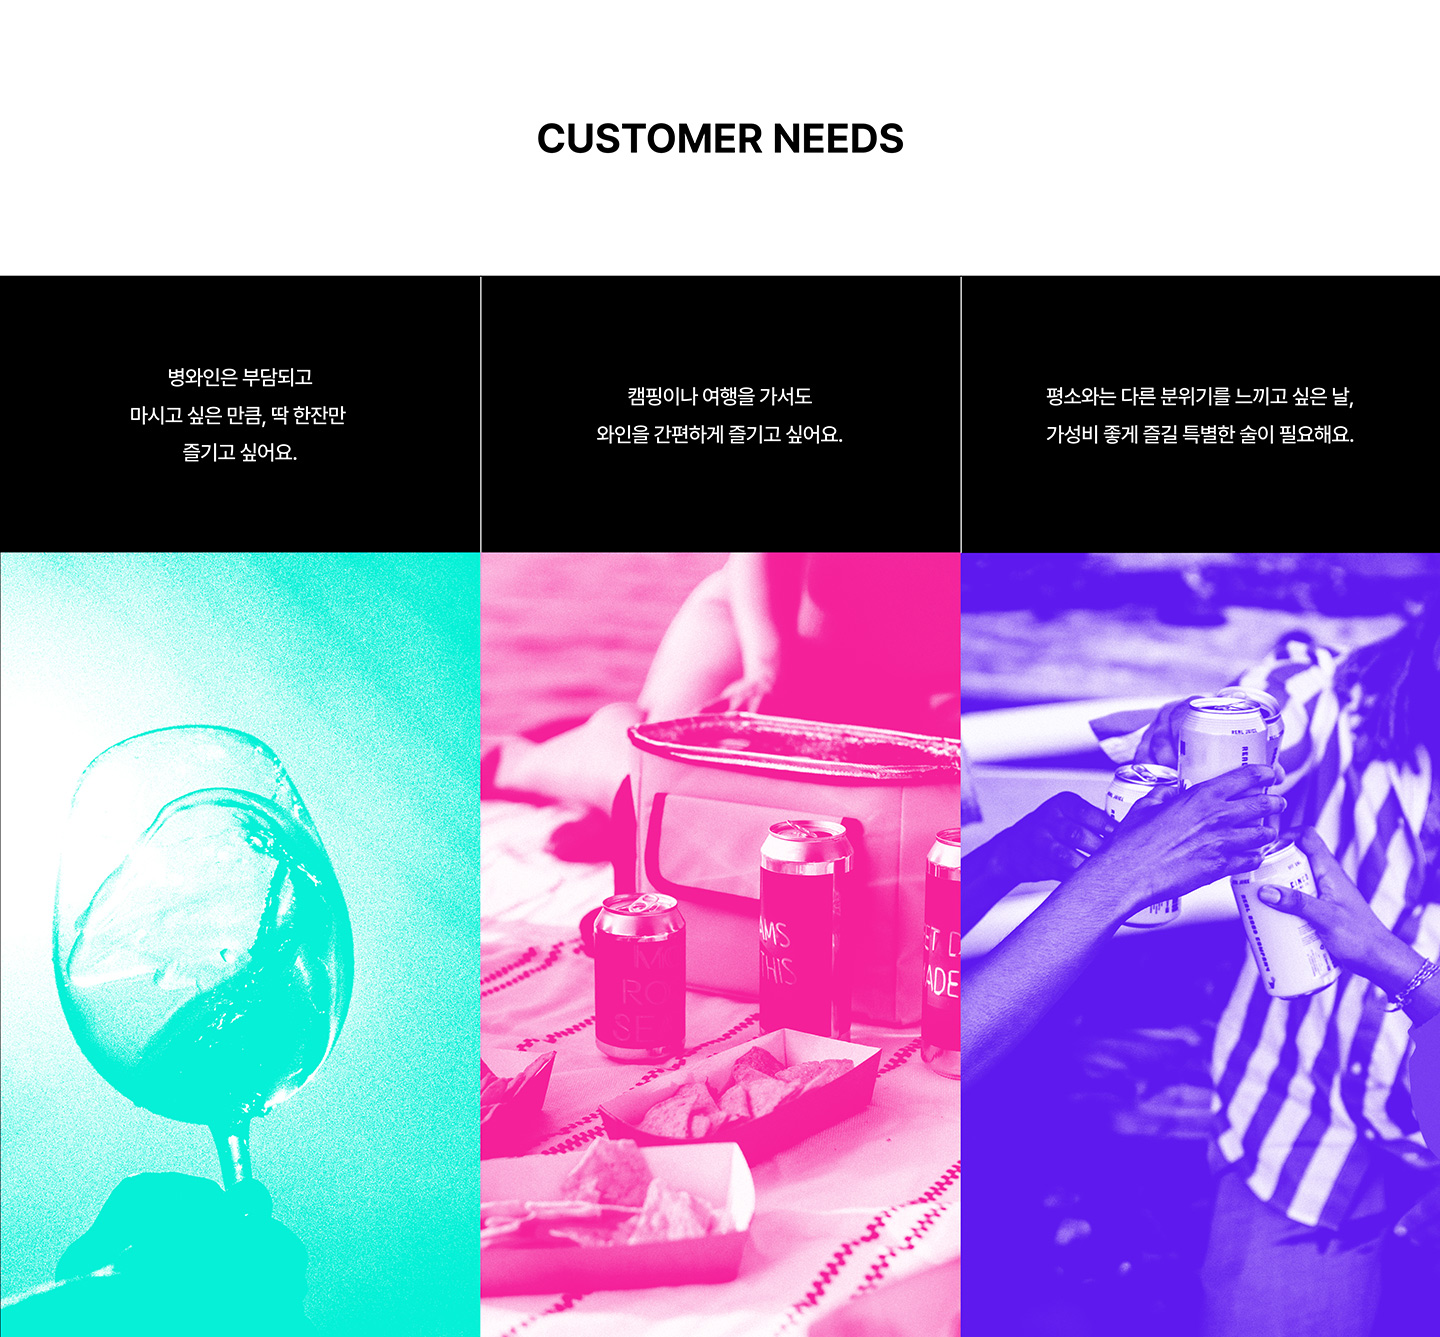 CUSTOMER NEEDS
병와인은 부담되고
마시고 싶은 만큼, 딱 한잔만
즐기고 싶어요.
캠핑이나 여행을 가서도
와인을 간편하게 즐기고 싶어요.
평소와는 다른 분위기를 느끼고 싶은 날,
가성비 좋게 즐길 특별한 술이 필요해요.
AMS
THIS
ET D
ADE